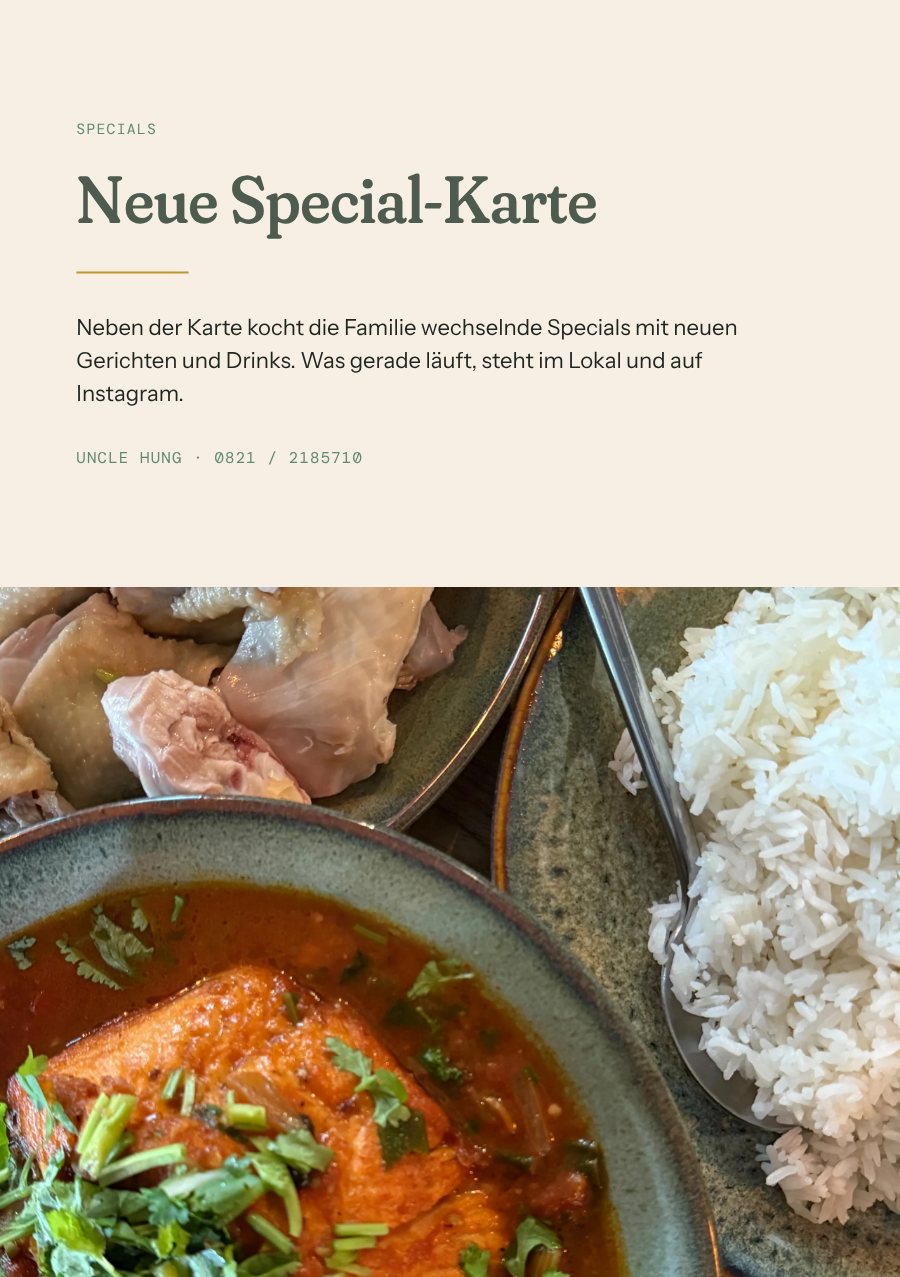 SPECIALS
Neue Special-Karte
Neben der Karte kocht die Familie wechselnde Specials mit neuen
Gerichten und Drinks. Was gerade läuft, steht im Lokal und auf
Instagram.
UNCLE HUNG · 0821 / 2185710